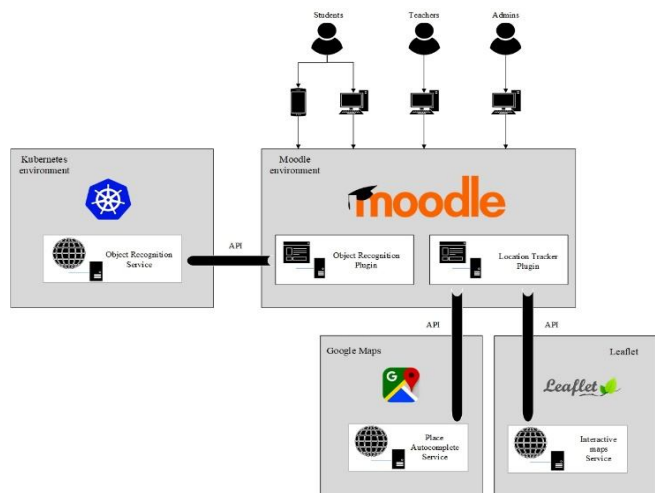 Students
Teachers
Admins
Kubernetes
environment
Moodle
environment
moodle
Object Recognition
Service
API
Object Recognition
Plugin
Location Tracker
Plugin
API
API
Google Maps
Leaflet
G
Leaflet
Place
Autocomplete
Service
Interactive
maps
Service